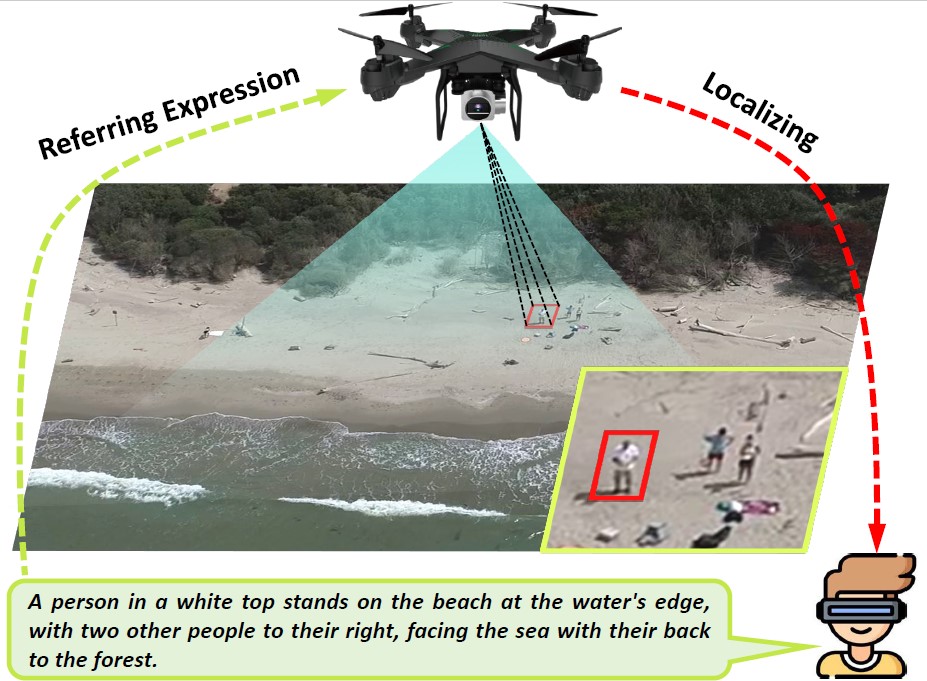 Referring Expression
Localizing
A person in a white top stands on the beach at the water's edge,
with two other people to their right, facing the sea with their back
to the forest.